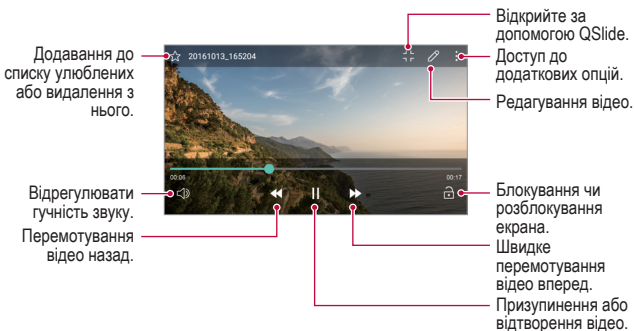 Додавання до
списку улюблених
або видалення з
нього.
20161013_165204
Відкрийте за
допомогою QSlide.
Доступ до
додаткових опцій.
Редагування відео.
00:06
00:17
Відрегулювати
гучність звуку.
Перемотування
відео назад.
Блокування чи
розблокування
екрана.
Швидке
перемотування
відео вперед.
Призупинення або
відтворення відео.